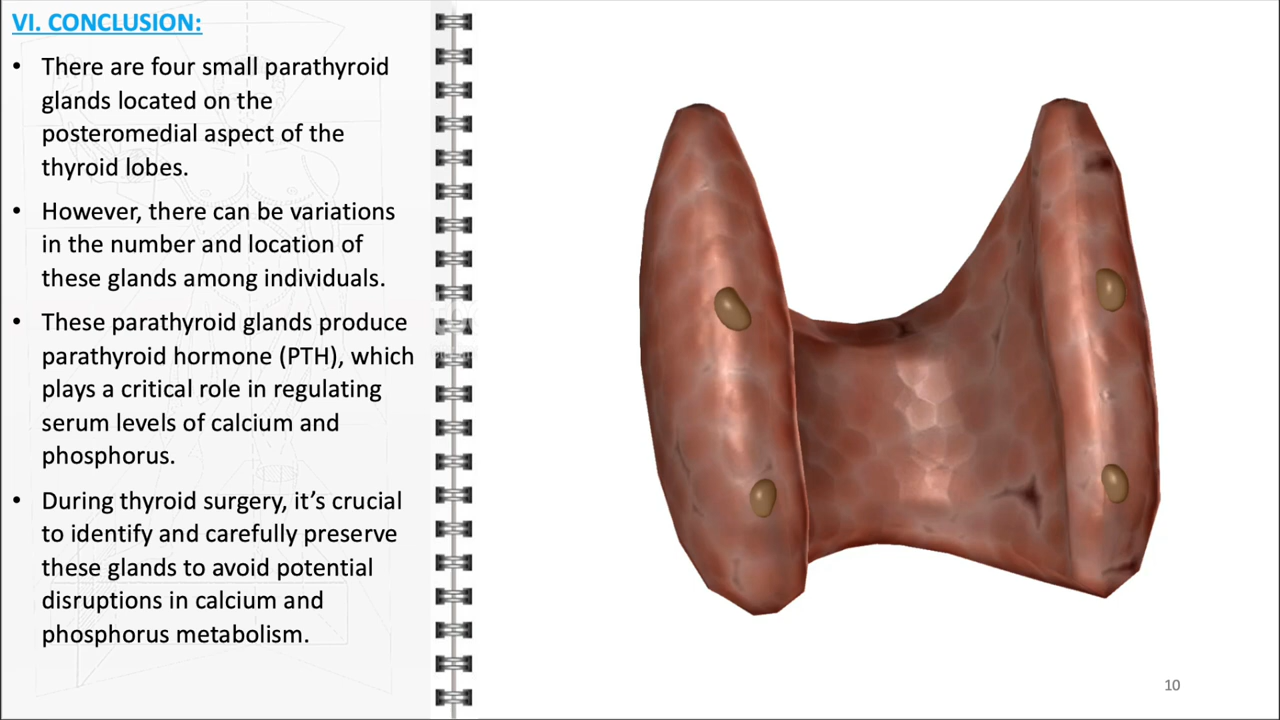 VI. CONCLUSION:
• There are four small parathyroid
glands located on the
posteromedial aspect of the
thyroid lobes.
• However, there can be variations
in the number and location of
these glands among individuals.
• These parathyroid glands produce
parathyroid hormone (PTH), which
plays a critical role in regulating
serum levels of calcium and
phosphorus.
• During thyroid surgery, it’s crucial
to identify and carefully preserve
these glands to avoid potential
disruptions in calcium and
phosphorus metabolism.
10